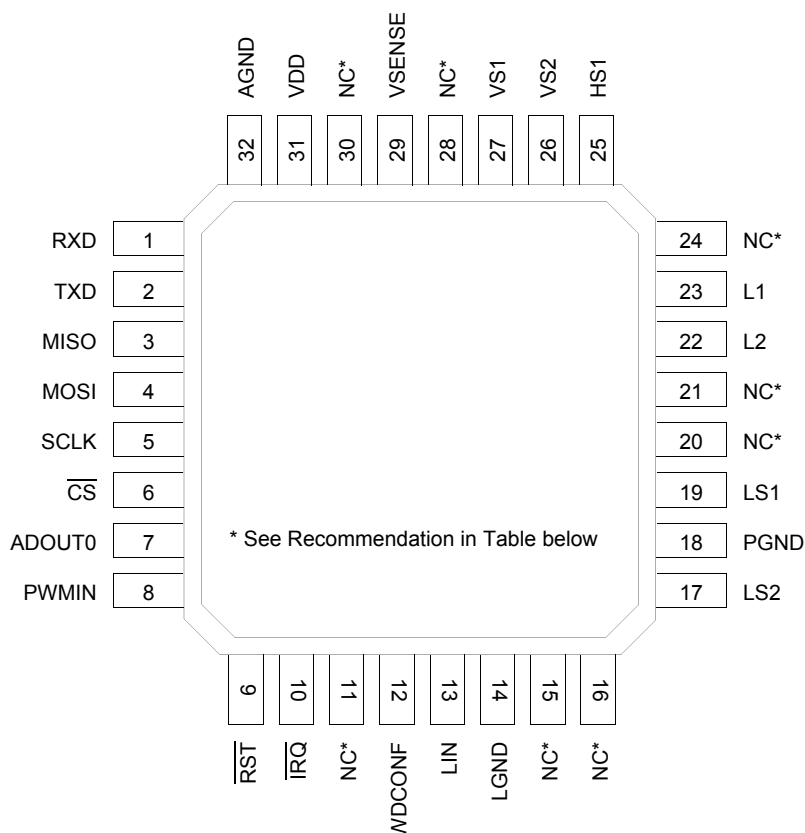 AGND VDD NC* VSENSE NC* VS1 VS2 HS1
32 31 30 29 28 27 26 25
RXD 1 24 NC*
TXD 2 23 L1
MISO 3 22 L2
MOSI 4 21 NC*
SCLK 5 20 NC*
C̅S̅ 6 19 LS1
ADOUT0 7 * See Recommendation in Table below 18 PGND
PWMIN 8 17 LS2
9 10 11 12 13 14 15 16
R̅S̅T̅ I̅R̅Q̅ NC* WDCONF LIN LGND NC* NC*